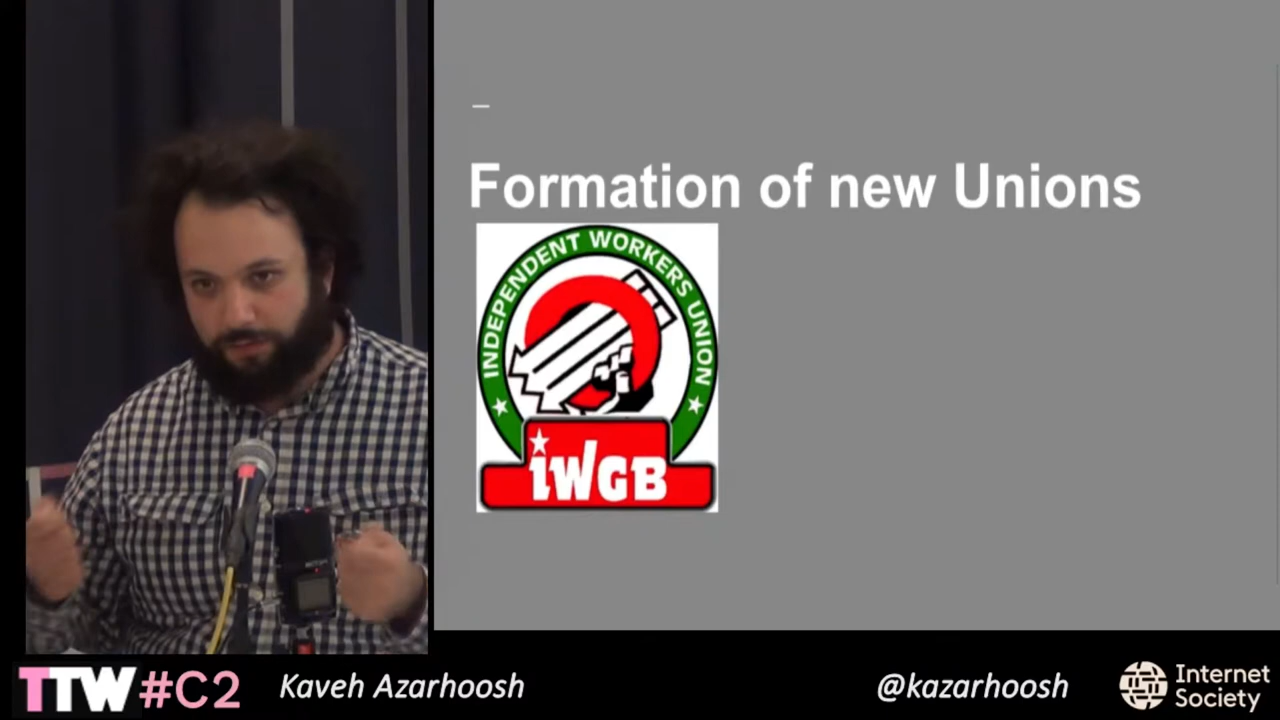 Formation of new Unions
INDEPENDENT WORKERS UNION
IWGB
TTW#C2
Kaveh Azarhoosh
@kazarhoosh
Internet
Society